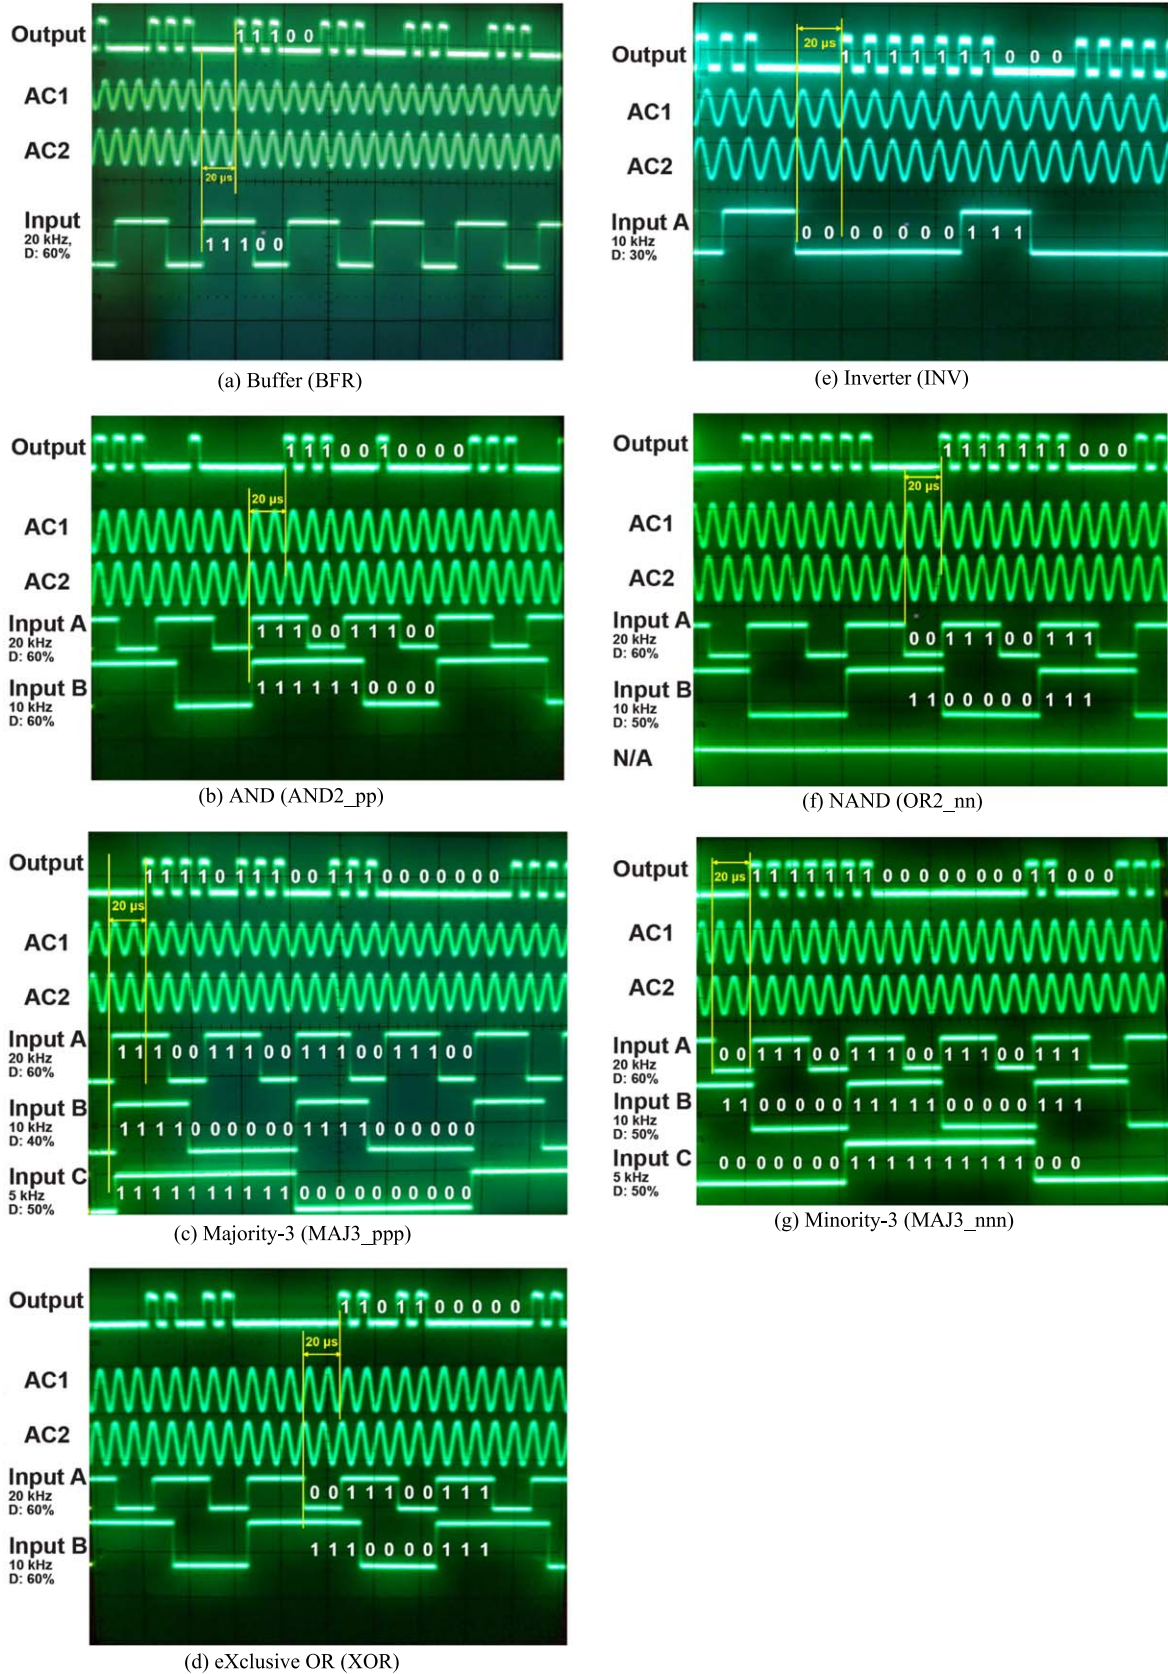 Output
1 1 1 0 0
AC1
AC2
20 µs
Input
20 kHz,
D: 60%
1 1 1 0 0
(a) Buffer (BFR)
Output
20 µs
1 1 1 1 1 1 1 0 0 0
AC1
AC2
Input A
10 kHz
D: 30%
0 0 0 0 0 0 0 1 1 1
(e) Inverter (INV)
Output
1 1 1 0 0 1 0 0 0 0
20 µs
AC1
AC2
Input A
20 kHz
D: 60%
1 1 1 0 0 1 1 1 0 0
Input B
10 kHz
D: 60%
1 1 1 1 1 1 0 0 0 0
(b) AND (AND2_pp)
Output
1 1 1 1 1 1 1 0 0 0
20 µs
AC1
AC2
Input A
20 kHz
D: 60%
0 0 1 1 1 0 0 1 1 1
Input B
10 kHz
D: 50%
1 1 0 0 0 0 0 1 1 1
N/A
(f) NAND (OR2_nn)
Output
1 1 1 1 0 1 1 1 0 0 1 1 1 0 0 0 0 0 0 0
20 µs
AC1
AC2
Input A
20 kHz
D: 60%
1 1 1 0 0 1 1 1 0 0 1 1 1 0 0 1 1 1 0 0
Input B
10 kHz
D: 40%
1 1 1 1 0 0 0 0 0 0 1 1 1 1 0 0 0 0 0 0
Input C
5 kHz
D: 50%
1 1 1 1 1 1 1 1 1 1 0 0 0 0 0 0 0 0 0 0
(c) Majority-3 (MAJ3_ppp)
Output
20 µs
1 1 1 1 1 1 1 0 0 0 0 0 0 0 0 1 1 0 0 0
AC1
AC2
Input A
20 kHz
D: 60%
0 0 1 1 1 0 0 1 1 1 0 0 1 1 1 0 0 1 1 1
Input B
10 kHz
D: 50%
1 1 0 0 0 0 0 1 1 1 1 1 0 0 0 0 0 1 1 1
Input C
5 kHz
D: 50%
0 0 0 0 0 0 0 1 1 1 1 1 1 1 1 1 1 0 0 0
(g) Minority-3 (MAJ3_nnn)
Output
1 1 0 1 1 0 0 0 0 0
20 µs
AC1
AC2
Input A
20 kHz
D: 60%
0 0 1 1 1 0 0 1 1 1
Input B
10 kHz
D: 60%
1 1 1 0 0 0 0 1 1 1
(d) eXclusive OR (XOR)